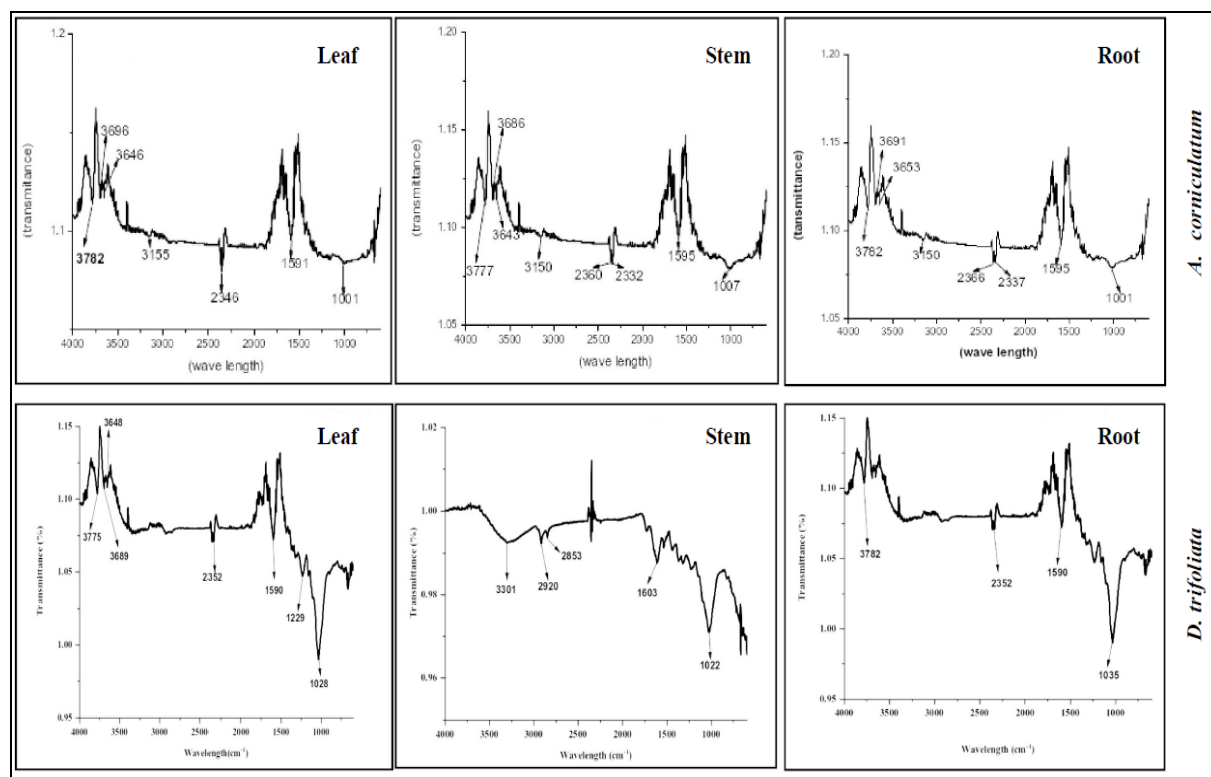 1.2
Leaf
3696
3646
(transmitance)
1.1
3782
3155
2346
1591
1001
4000 3500 3000 2500 2000 1500 1000
(wave length)
1.20
Stem
3686
1.15
3643
(transmittance)
1.10
3777
3150
2360
2332
1595
1007
1.05
4000 3500 3000 2500 2000 1500 1000
(wave length)
1.20
Root
1.15
3691
3653
(tansmittance)
1.10
3782
3150
2366
2337
1595
1001
1.05
4000 3500 3000 2500 2000 1500 1000
(wave length)
A. corniculatum
1.15
3648
Leaf
1.10
3775
3689
2352
1590
1.05
1229
Transmittance (%)
1.00
1028
0.95
4000 3500 3000 2500 2000 1500 1000
Wavelength(cm⁻¹)
1.02
Stem
1.00
3301
2920
2853
1603
0.98
Transmittance (%)
1022
0.96
4000 3500 3000 2500 2000 1500 1000
Wavelength(cm⁻¹)
1.15
Root
1.10
3782
2352
1590
1.05
Transmittance (%)
1.00
1035
0.95
4000 3500 3000 2500 2000 1500 1000
Wavelength(cm⁻¹)
D. trifoliata